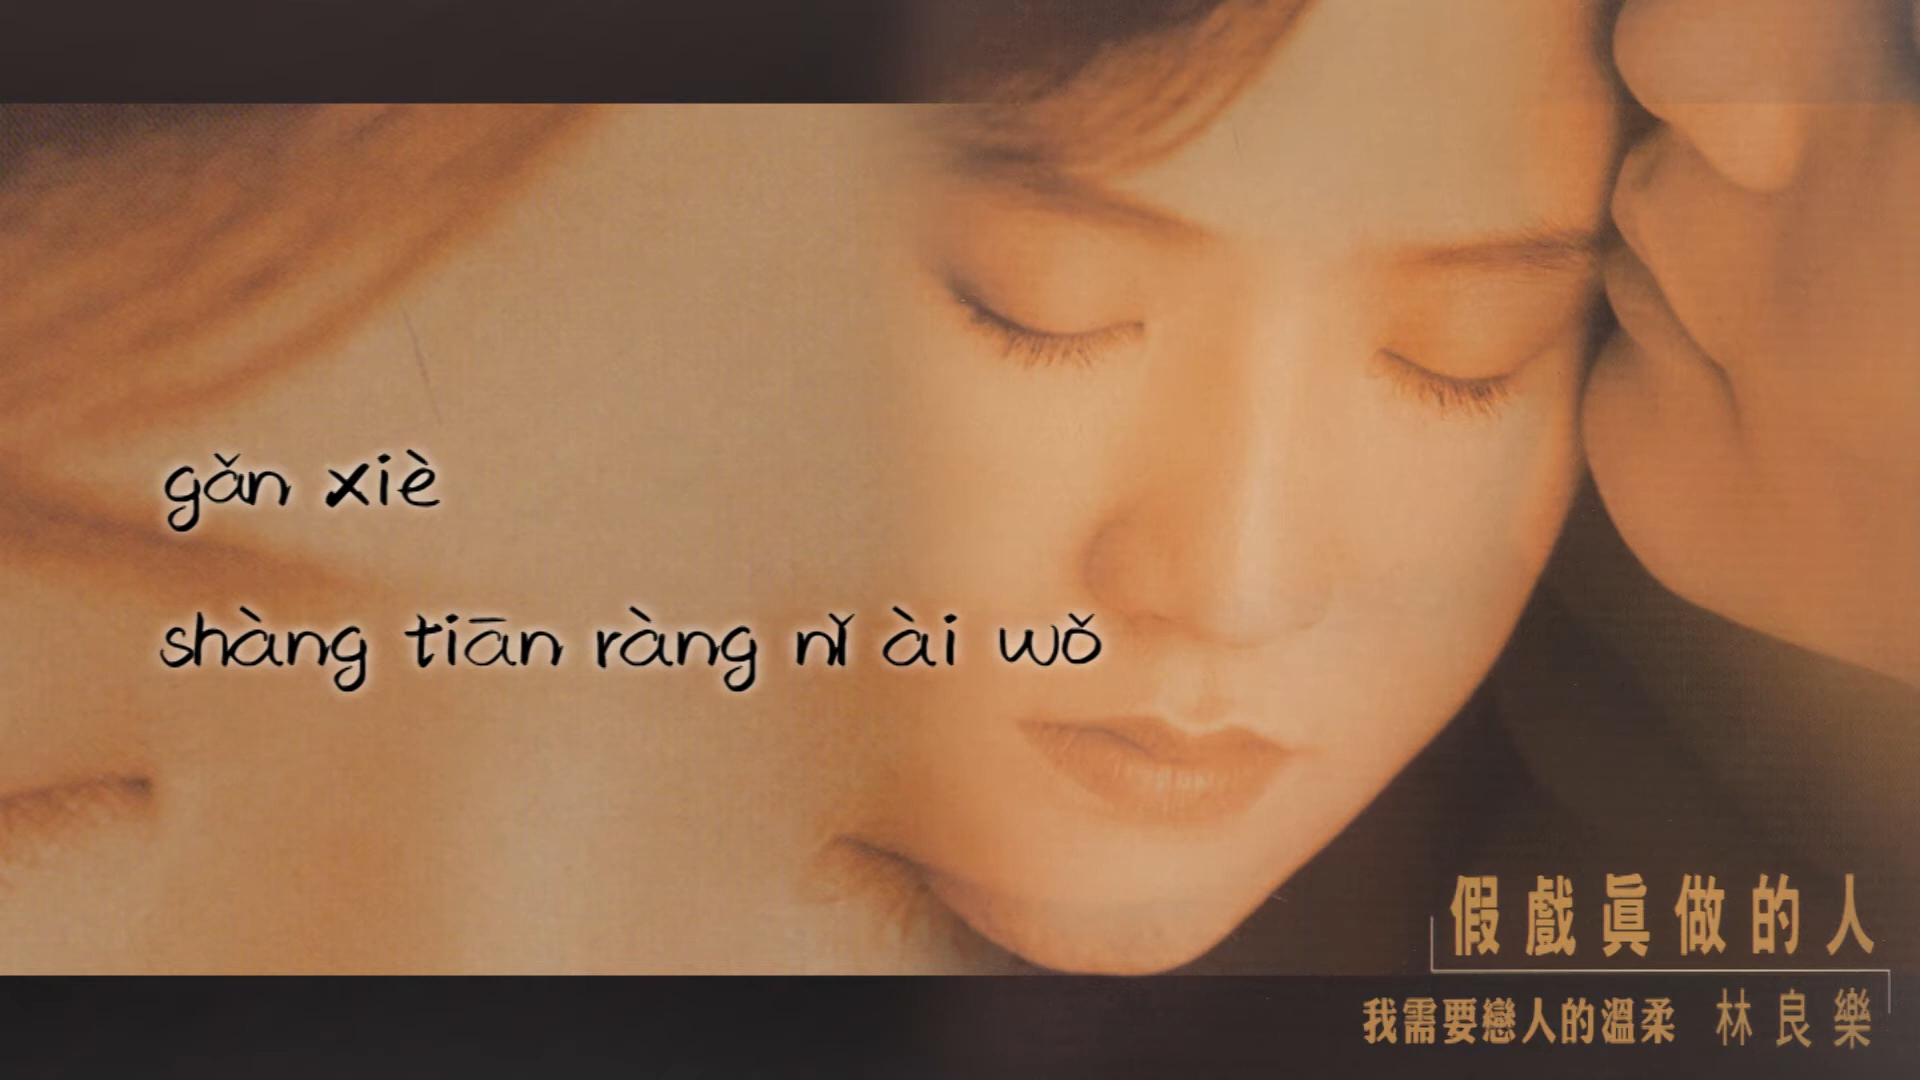 gǎn xiè
shàng tiān ràng nǐ ài wǒ
假戲真做的人
我需要戀人的溫柔 林良樂